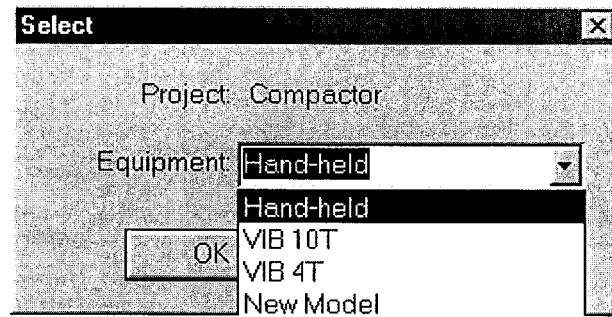 Select
Project: Compactor
Equipment: Hand-held
Hand-held
VIB 10T
OK
VIB 4T
New Model